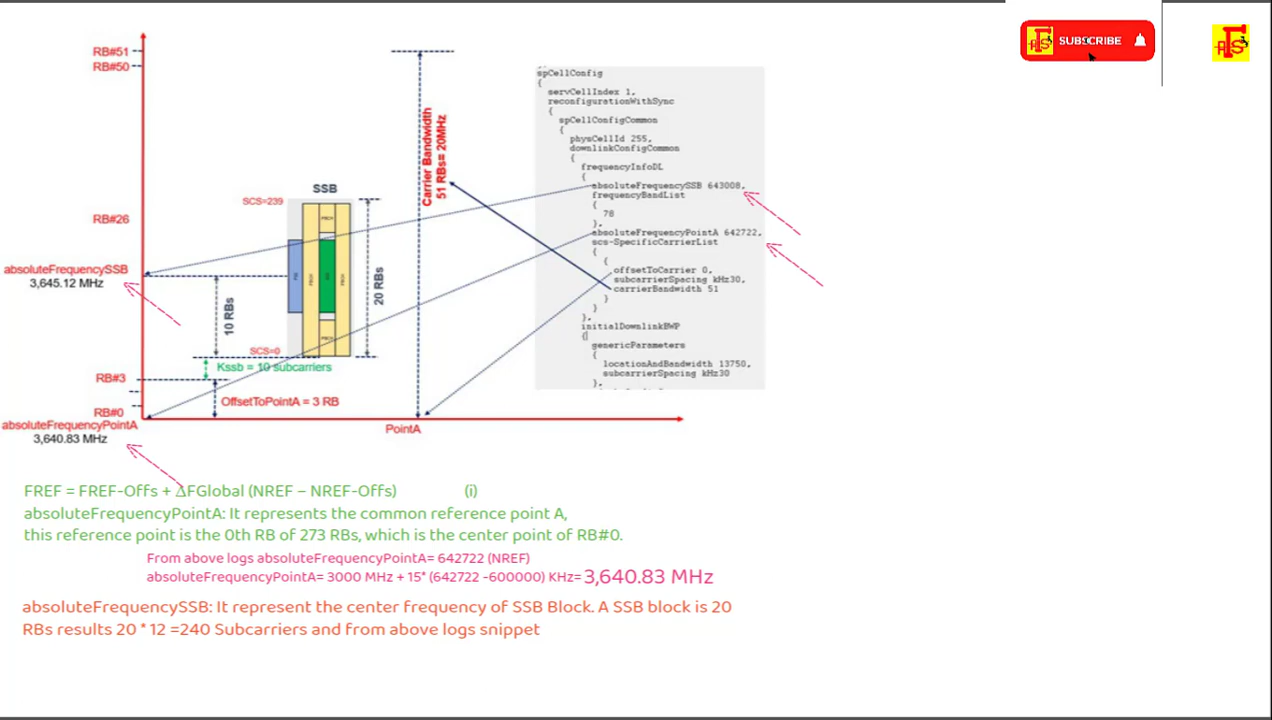 SUBSCRIBE
RB#51
RB#50
RB#26
absoluteFrequencySSB
3,645.12 MHz
RB#3
RB#0
absoluteFrequencyPointA
3,640.83 MHz
SSB
SCS=239
SCS=0
10 RBs
20 RBs
Kssb = 10 subcarriers
OffsetToPointA = 3 RB
Carrier Bandwidth
51 RBs= 20MHz
PointA
spCellConfig
{
servCellIndex 1,
reconfigurationWithSync
{
spCellConfigCommon
{
physCellId 255,
downlinkConfigCommon
{
frequencyInfoDL
{
absoluteFrequencySSB 643008,
frequencyBandList
{
78
},
absoluteFrequencyPointA 642722,
scs-SpecificCarrierList
{
{
offsetToCarrier 0,
subcarrierSpacing kHz30,
carrierBandwidth 51
}
}
},
initialDownlinkBWP
{
genericParameters
{
locationAndBandwidth 13750,
subcarrierSpacing kHz30
},
FREF = FREF-Offs + ΔFGlobal (NREF – NREF-Offs) (i)
absoluteFrequencyPointA: It represents the common reference point A,
this reference point is the 0th RB of 273 RBs, which is the center point of RB#0.
From above logs absoluteFrequencyPointA= 642722 (NREF)
absoluteFrequencyPointA= 3000 MHz + 15* (642722 -600000) KHz= 3,640.83 MHz
absoluteFrequencySSB: It represent the center frequency of SSB Block. A SSB block is 20
RBs results 20 * 12 =240 Subcarriers and from above logs snippet